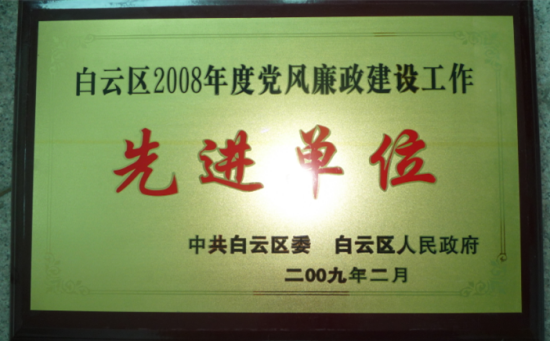 白云区2008年度党风廉政建设工作
先进单位
中共白云区委 白云区人民政府
二00九年二月